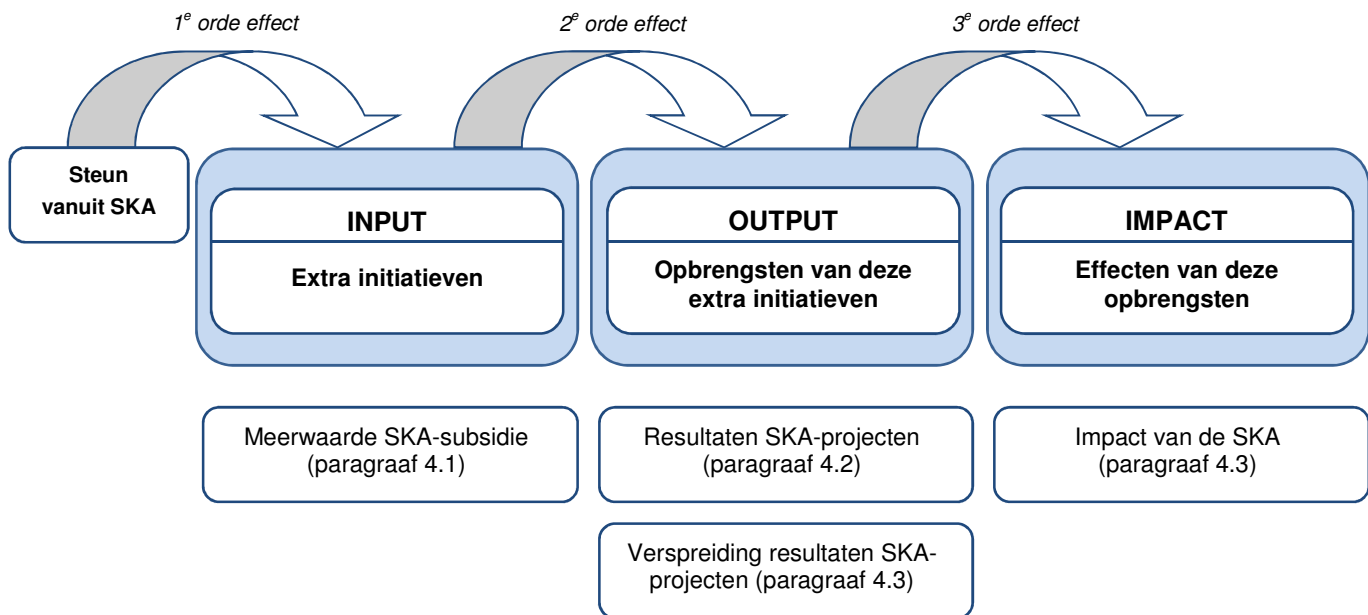 1e orde effect
2e orde effect
3e orde effect
Steun
vanuit SKA
INPUT
Extra initiatieven
OUTPUT
Opbrengsten van deze
extra initiatieven
IMPACT
Effecten van deze
opbrengsten
Meerwaarde SKA-subsidie
(paragraaf 4.1)
Resultaten SKA-projecten
(paragraaf 4.2)
Impact van de SKA
(paragraaf 4.3)
Verspreiding resultaten SKA-
projecten (paragraaf 4.3)